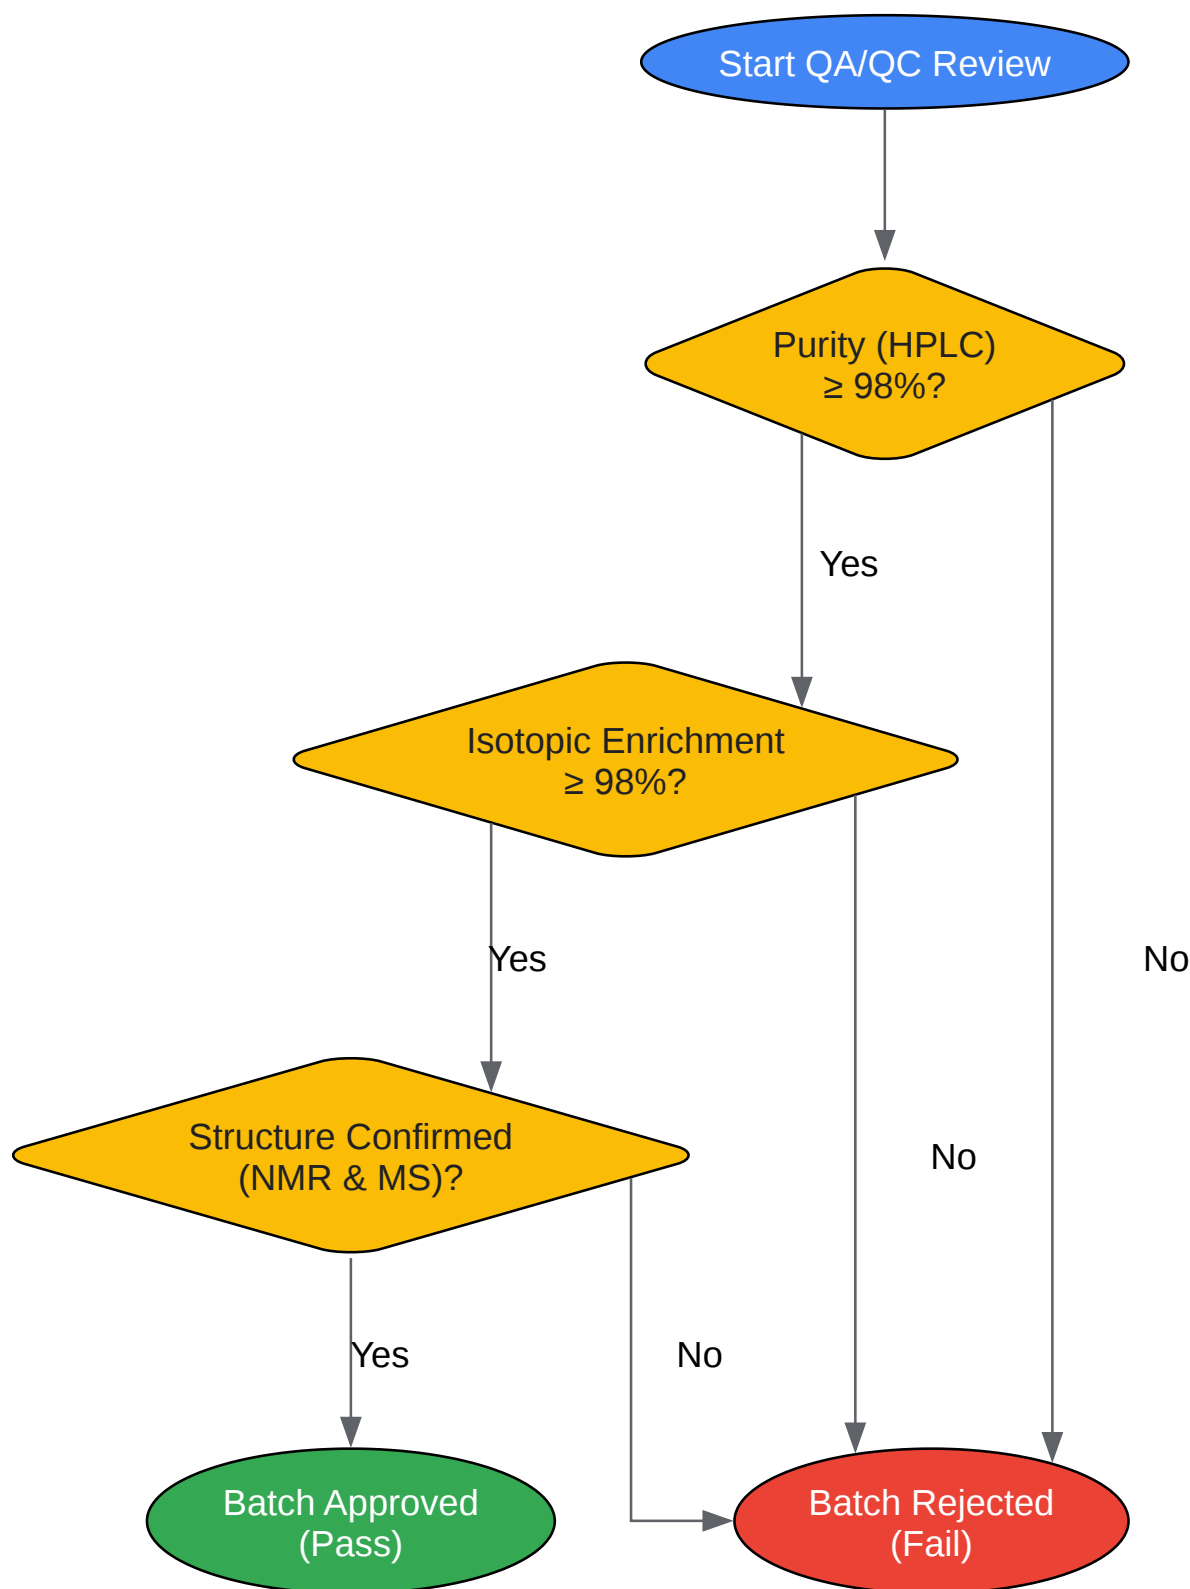 Start QA/QC Review
Purity (HPLC)
≥ 98%?
Yes
Isotopic Enrichment
≥ 98%?
Yes
No
Structure Confirmed
(NMR & MS)?
No
Yes
No
Batch Approved
(Pass)
Batch Rejected
(Fail)